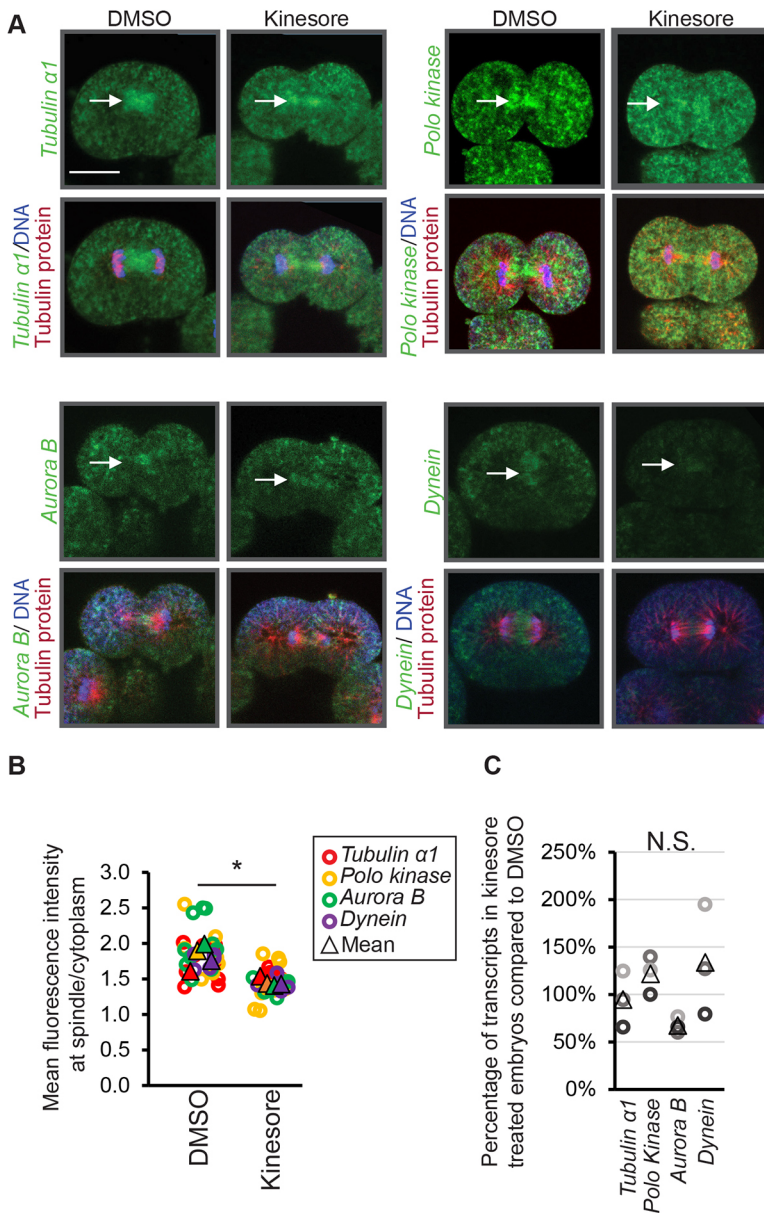 A
DMSO Kinesore DMSO Kinesore
Tubulin α1
Polo kinase
Tubulin α1/DNA
Tubulin protein
Polo kinase/DNA
Tubulin protein
Aurora B
Dynein
Aurora B/ DNA
Tubulin protein
Dynein/ DNA
Tubulin protein
B
Mean fluorescence intensity
at spindle/cytoplasm
3.0
2.5
2.0
1.5
1.0
0.5
0.0
*
DMSO
Kinesore
Tubulin α1
Polo kinase
Aurora B
Dynein
Mean
C
N.S.
Percentage of transcripts in kinesore
treated embryos compared to DMSO
250%
200%
150%
100%
50%
0%
Tubulin α1
Polo Kinase
Aurora B
Dynein